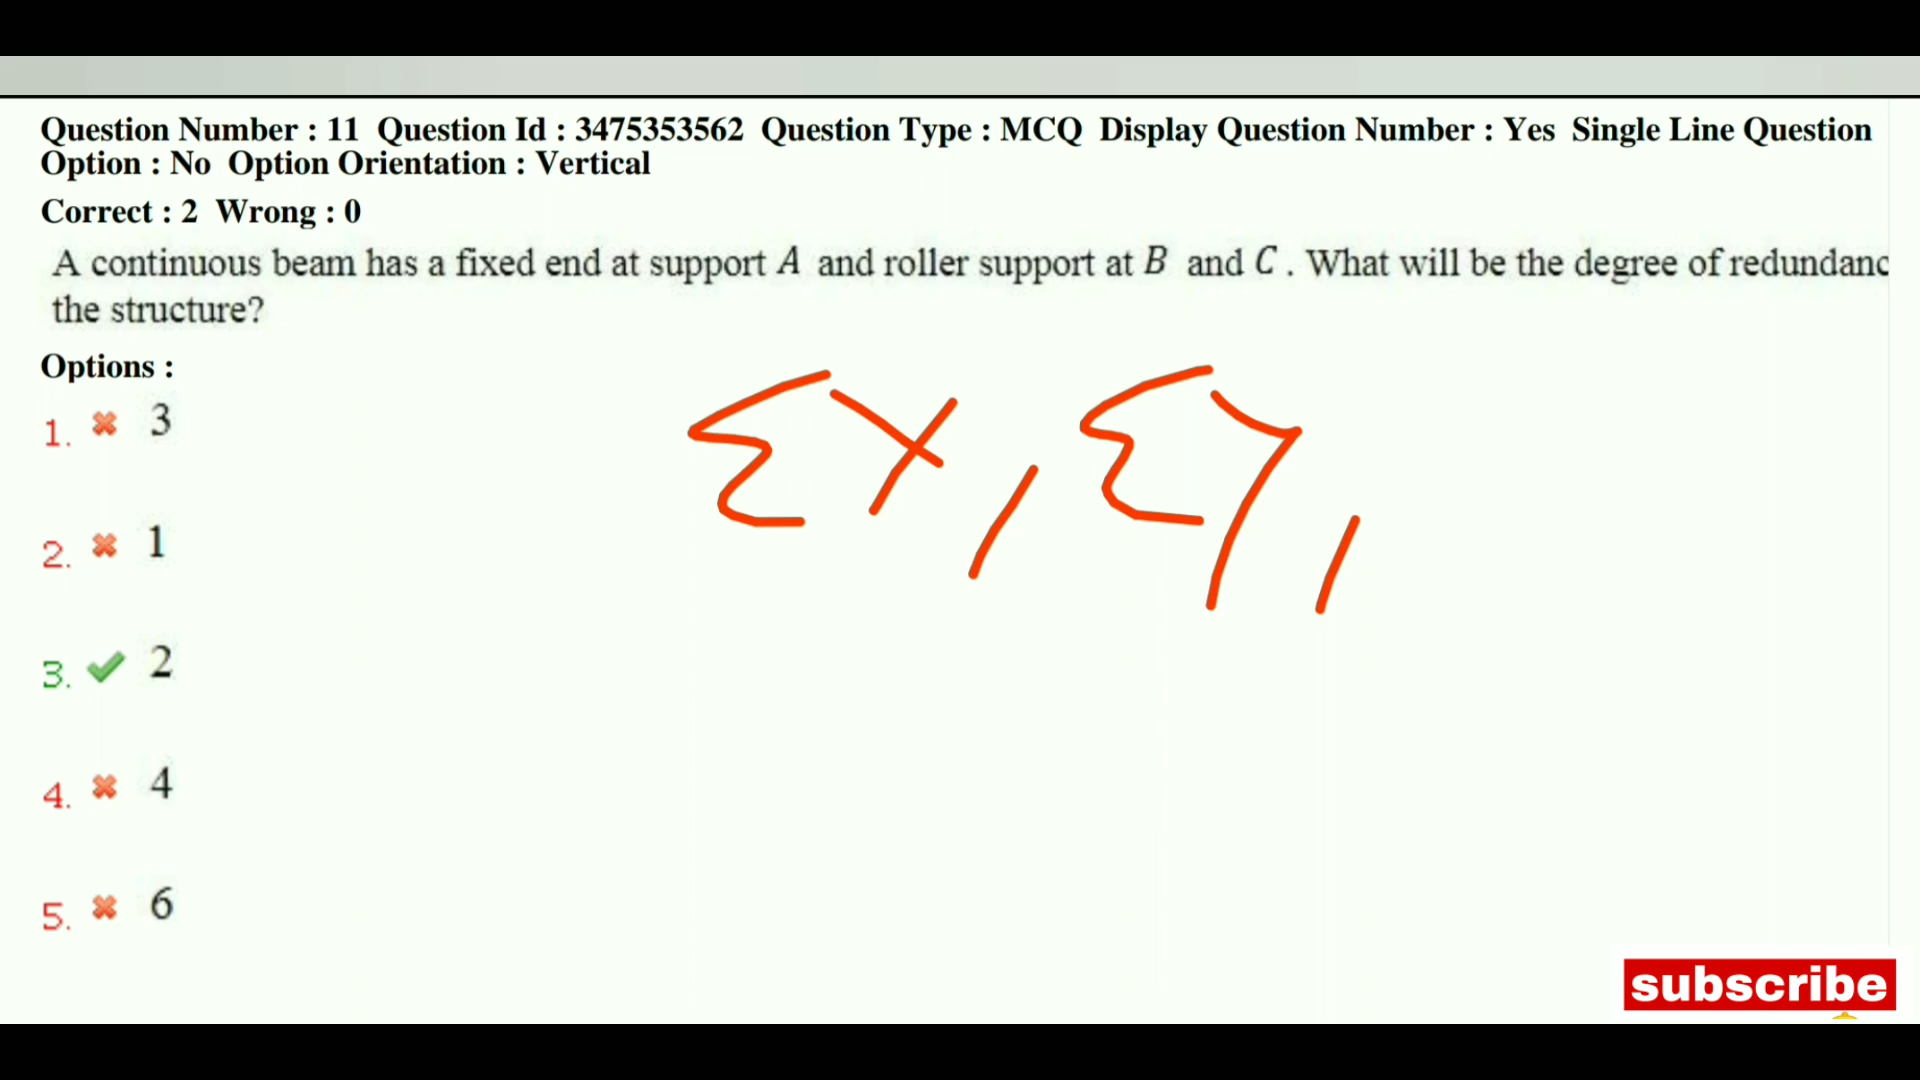 Question Number : 11 Question Id : 3475353562 Question Type : MCQ Display Question Number : Yes Single Line Question
Option : No Option Orientation : Vertical
Correct : 2 Wrong : 0
A continuous beam has a fixed end at support A and roller support at B and C . What will be the degree of redundanc
the structure?
Options :
1. ✖ 3
2. ✖ 1
3. ✔ 2
4. ✖ 4
5. ✖ 6
Σx, Σy,
subscribe